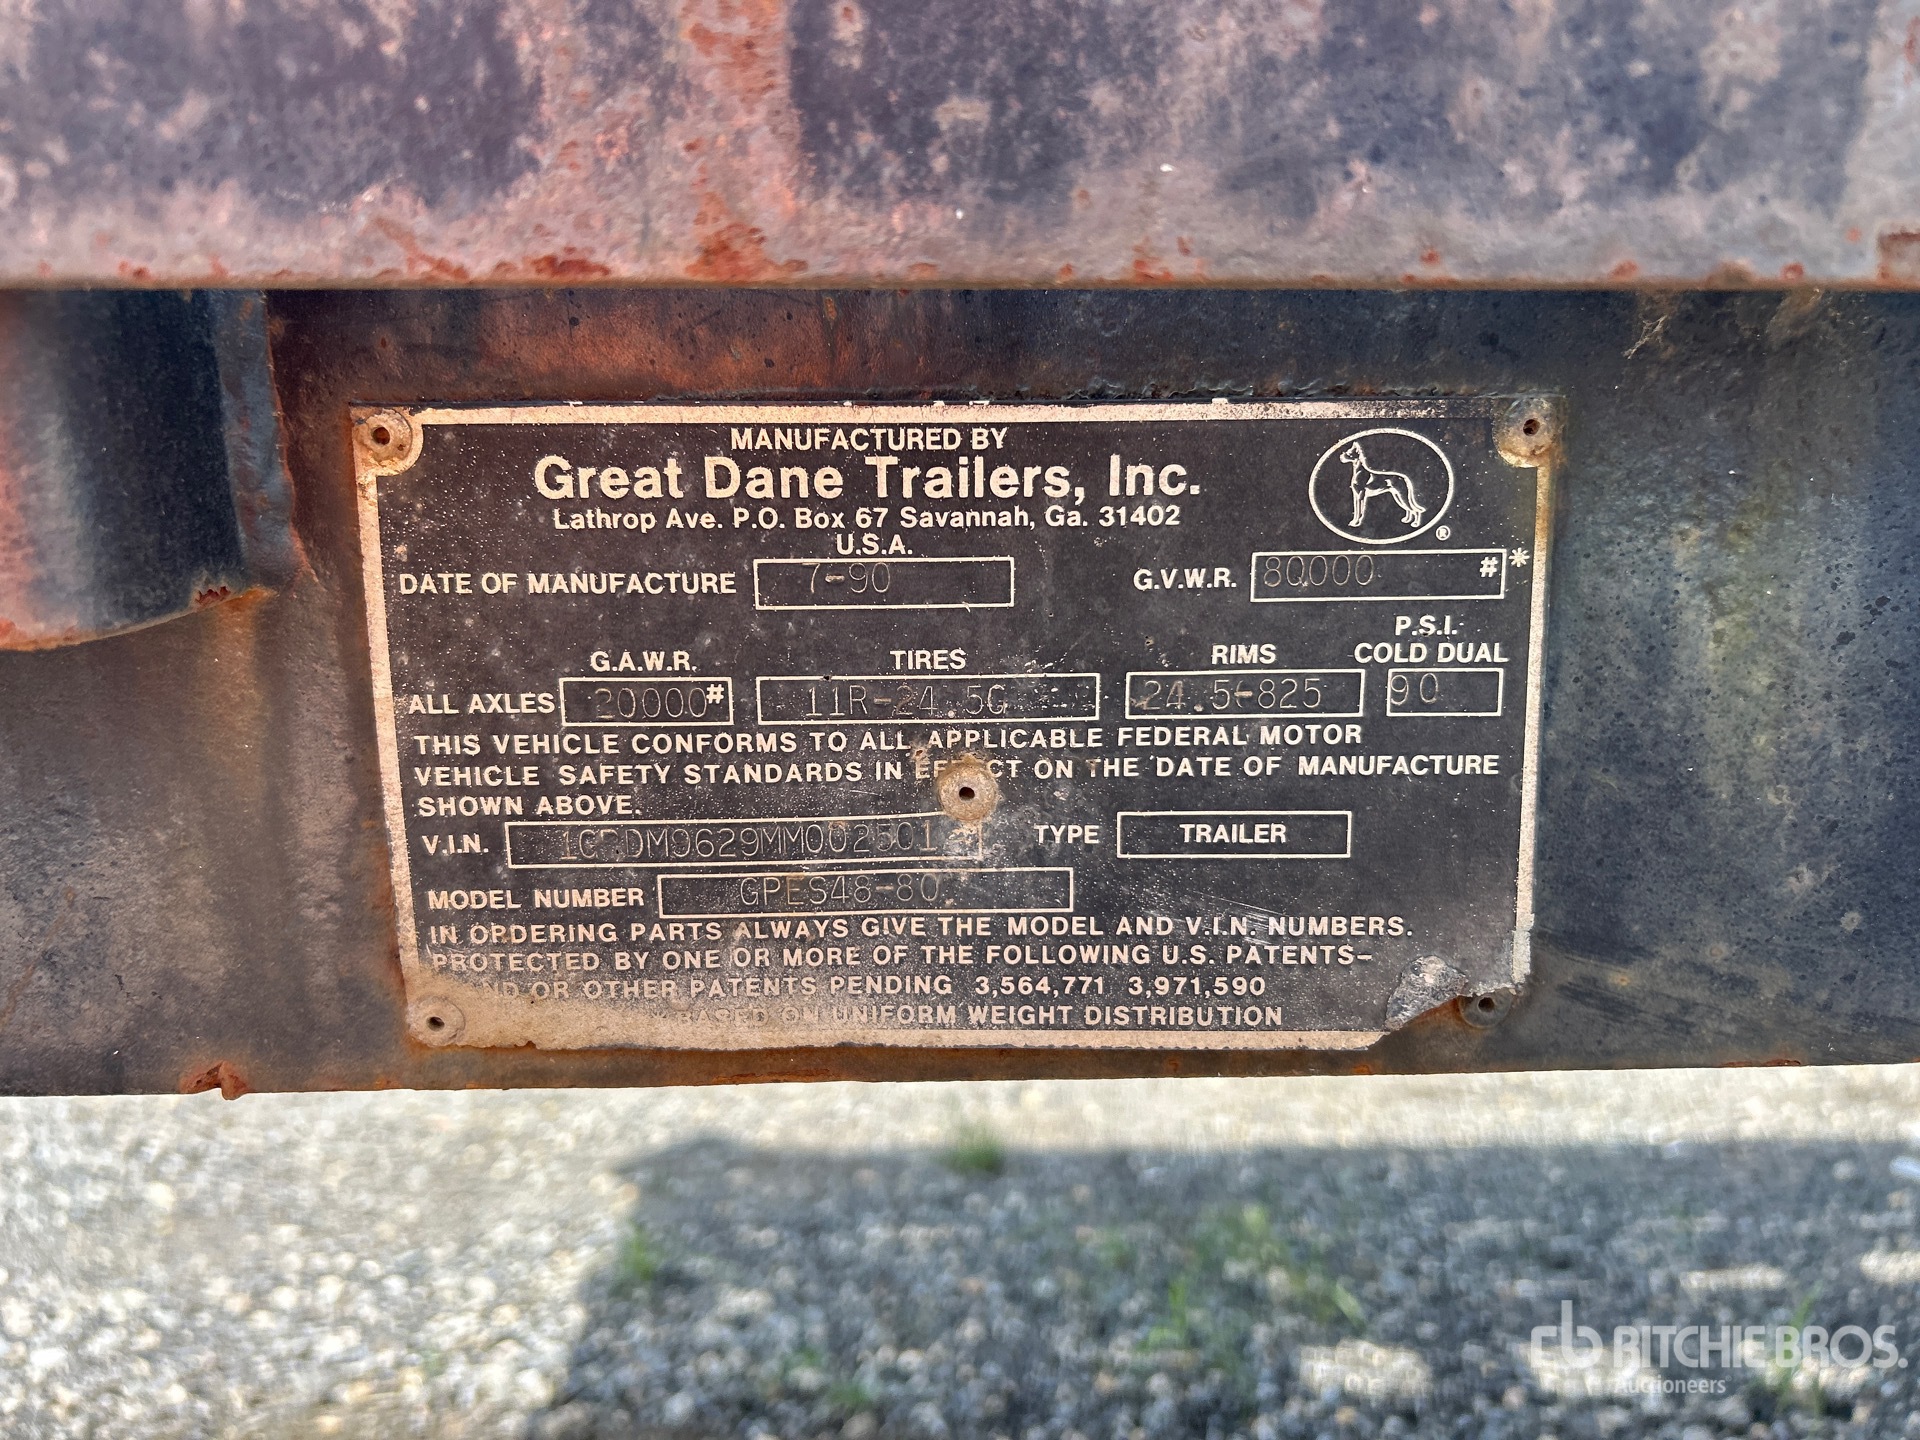 MANUFACTURED BY
Great Dane Trailers, Inc.
Lathrop Ave. P.O. Box 67 Savannah, Ga. 31402
U.S.A.
®
DATE OF MANUFACTURE 7-90 G.V.W.R. 80000 #*
G.A.W.R. TIRES RIMS P.S.I. COLD DUAL
ALL AXLES 20000# 11R-24.5G 24.5-825 90
THIS VEHICLE CONFORMS TO ALL APPLICABLE FEDERAL MOTOR
VEHICLE SAFETY STANDARDS IN EFFECT ON THE DATE OF MANUFACTURE
SHOWN ABOVE.
V.I.N. TYPE TRAILER
MODEL NUMBER GPES48-80
IN ORDERING PARTS ALWAYS GIVE THE MODEL AND V.I.N. NUMBERS.
PROTECTED BY ONE OR MORE OF THE FOLLOWING U.S. PATENTS-
AND OR OTHER PATENTS PENDING 3,564,771 3,971,590
BASED ON UNIFORM WEIGHT DISTRIBUTION
rb RITCHIE BROS.
Auctioneers